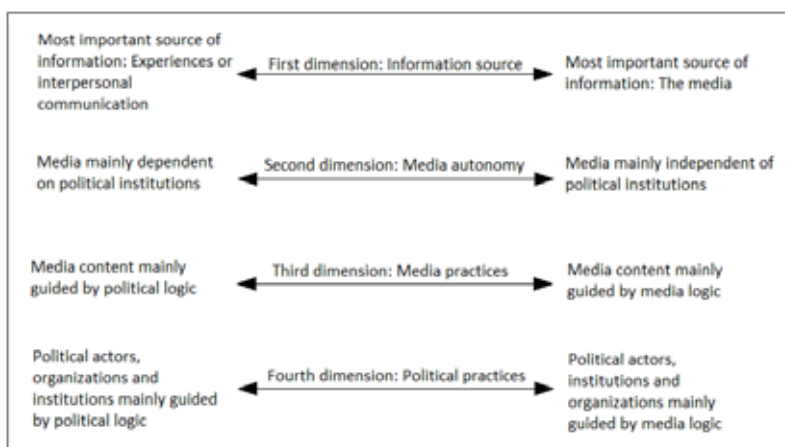 Most important source of
information: Experiences or
interpersonal
communication
First dimension: Information source
Most important source of
information: The media
Media mainly dependent
on political institutions
Second dimension: Media autonomy
Media mainly independent of
political institutions
Media content mainly
guided by political logic
Third dimension: Media practices
Media content mainly
guided by media logic
Political actors,
organizations and
institutions mainly guided
by political logic
Fourth dimension: Political practices
Political actors,
institutions and
organizations mainly
guided by media logic